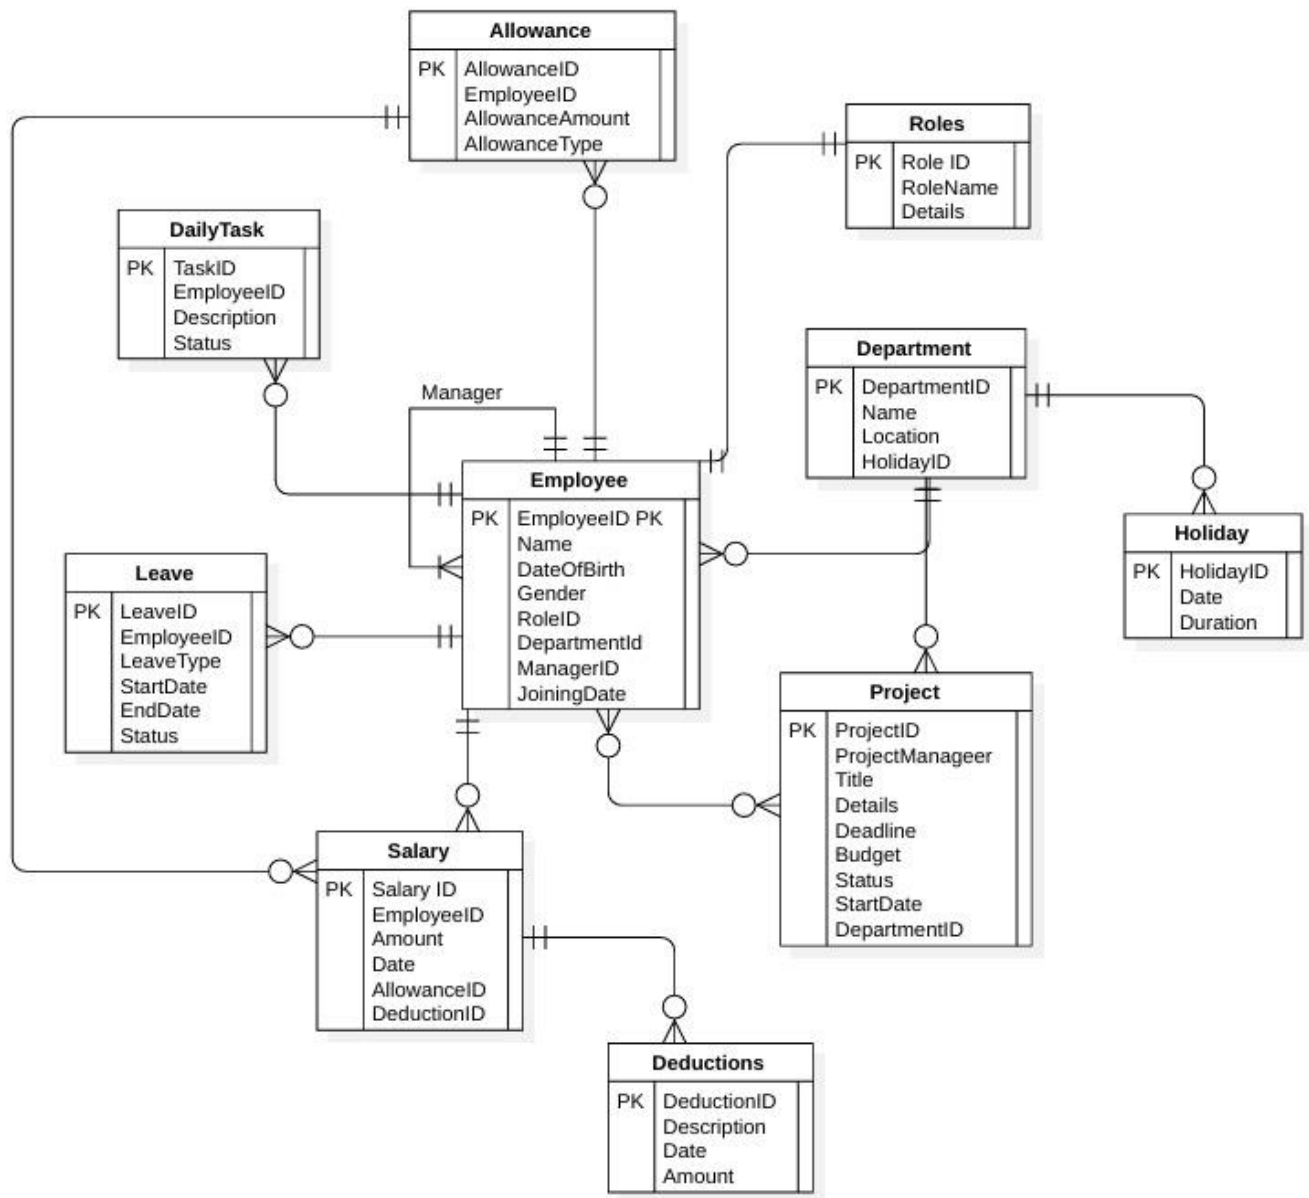 Allowance
PK AllowanceID
EmployeeID
AllowanceAmount
AllowanceType
Roles
PK Role ID
RoleName
Details
DailyTask
PK TaskID
EmployeeID
Description
Status
Department
PK DepartmentID
Name
Location
HolidayID
Manager
Employee
PK EmployeeID PK
Name
DateOfBirth
Gender
RoleID
DepartmentId
ManagerID
JoiningDate
Holiday
PK HolidayID
Date
Duration
Leave
PK LeaveID
EmployeeID
LeaveType
StartDate
EndDate
Status
Project
PK ProjectID
ProjectManageer
Title
Details
Deadline
Budget
Status
StartDate
DepartmentID
Salary
PK Salary ID
EmployeeID
Amount
Date
AllowanceID
DeductionID
Deductions
PK DeductionID
Description
Date
Amount